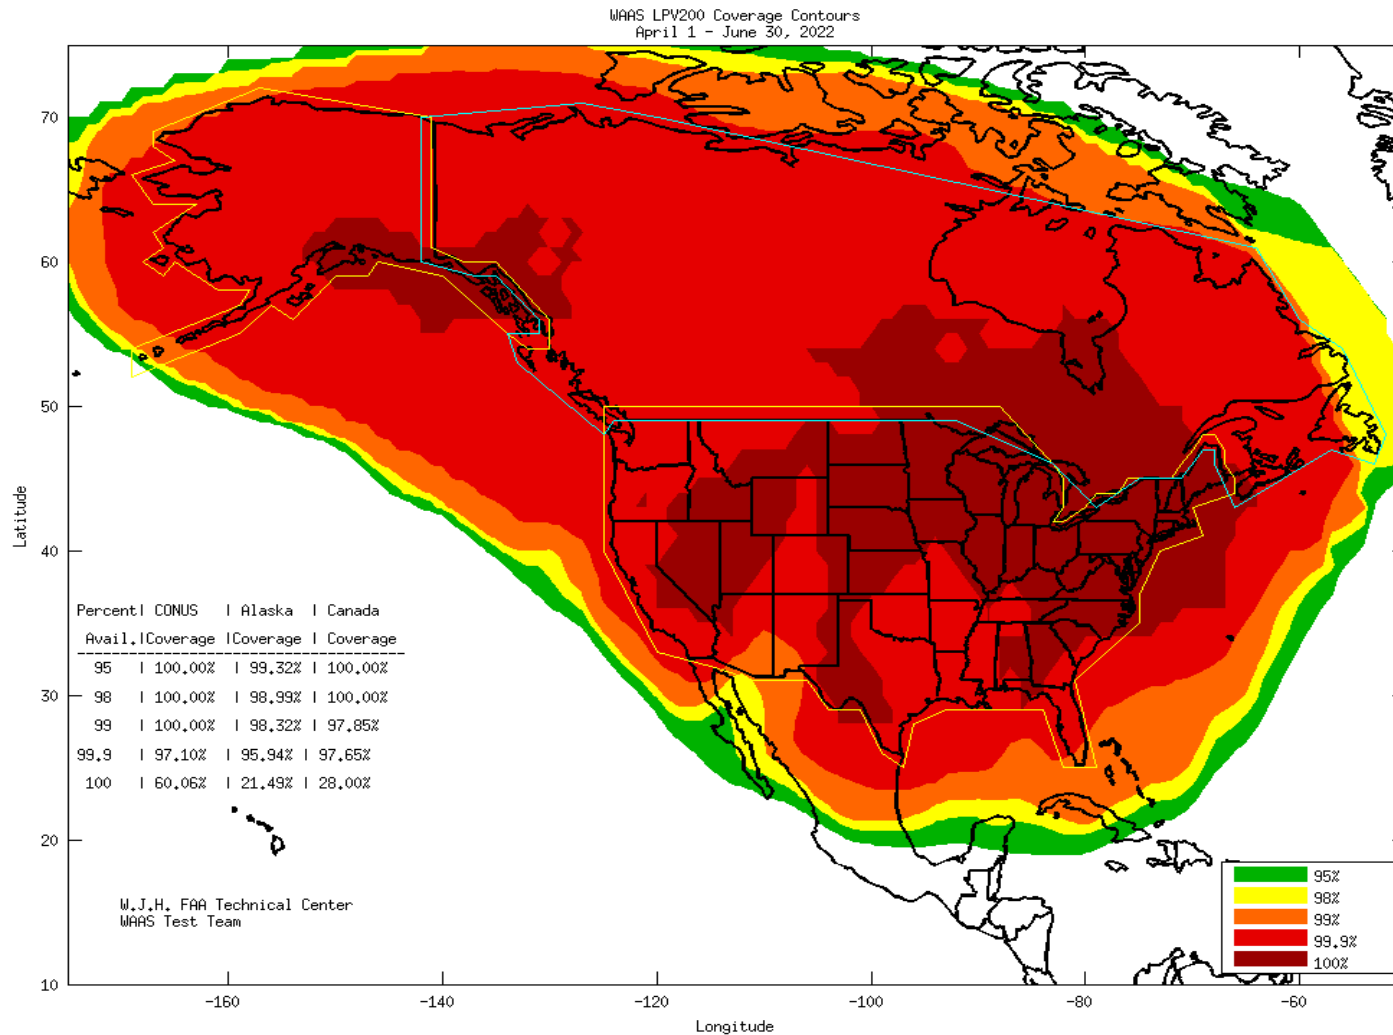 WAAS LPV200 Coverage Contours
April 1 - June 30, 2022
70
60
50
40
30
20
10
Latitude
Percent| CONUS | Alaska | Canada
Avail.|Coverage |Coverage | Coverage
95 | 100.00% | 99.32% | 100.00%
98 | 100.00% | 98.99% | 100.00%
99 | 100.00% | 98.32% | 97.85%
99.9 | 97.10% | 95.94% | 97.65%
100 | 60.06% | 21.49% | 28.00%
W.J.H. FAA Technical Center
WAAS Test Team
95%
98%
99%
99.9%
100%
-160 -140 -120 -100 -80 -60
Longitude